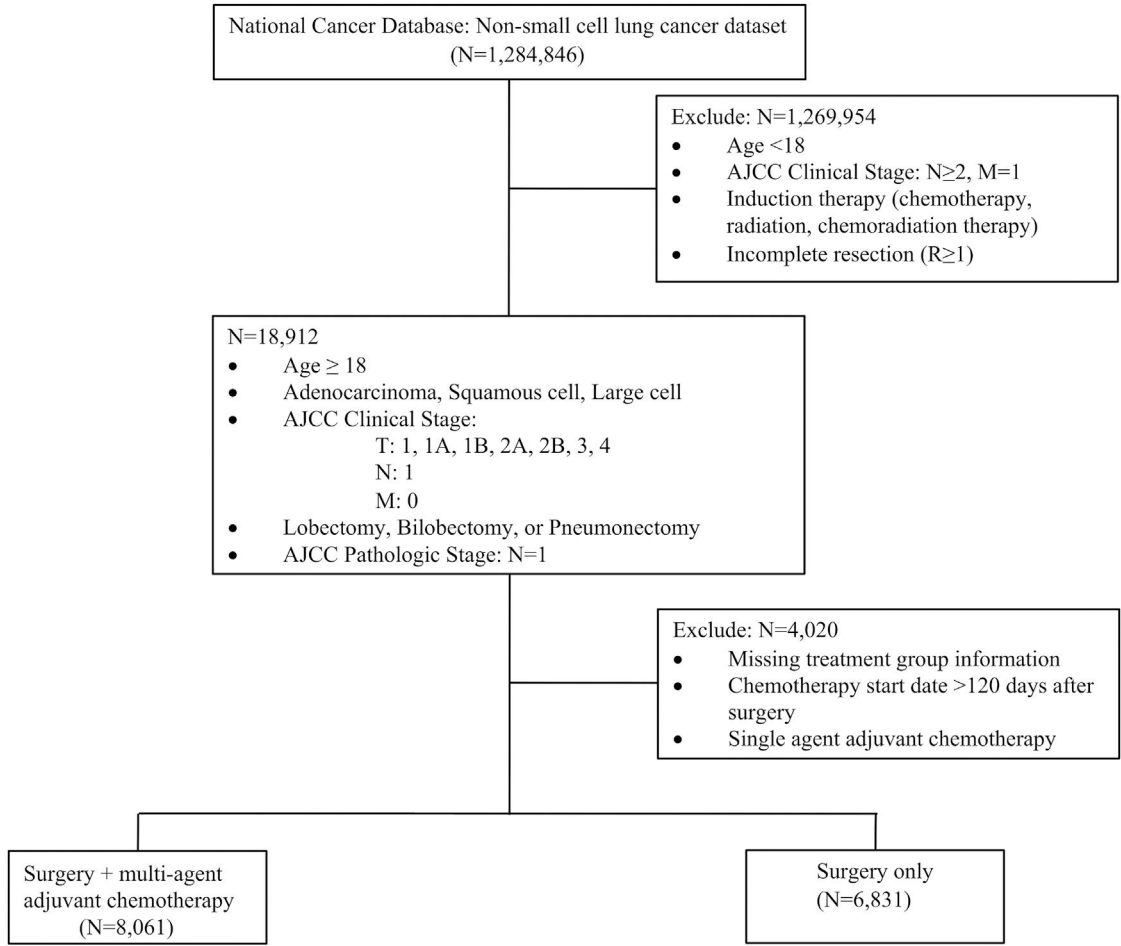 National Cancer Database: Non-small cell lung cancer dataset
(N=1,284,846)
Exclude: N=1,269,954
• Age <18
• AJCC Clinical Stage: N≥2, M=1
• Induction therapy (chemotherapy,
radiation, chemoradiation therapy)
• Incomplete resection (R≥1)
N=18,912
• Age ≥ 18
• Adenocarcinoma, Squamous cell, Large cell
• AJCC Clinical Stage:
T: 1, 1A, 1B, 2A, 2B, 3, 4
N: 1
M: 0
• Lobectomy, Bilobectomy, or Pneumonectomy
• AJCC Pathologic Stage: N=1
Exclude: N=4,020
• Missing treatment group information
• Chemotherapy start date >120 days after
surgery
• Single agent adjuvant chemotherapy
Surgery + multi-agent
adjuvant chemotherapy
(N=8,061)
Surgery only
(N=6,831)